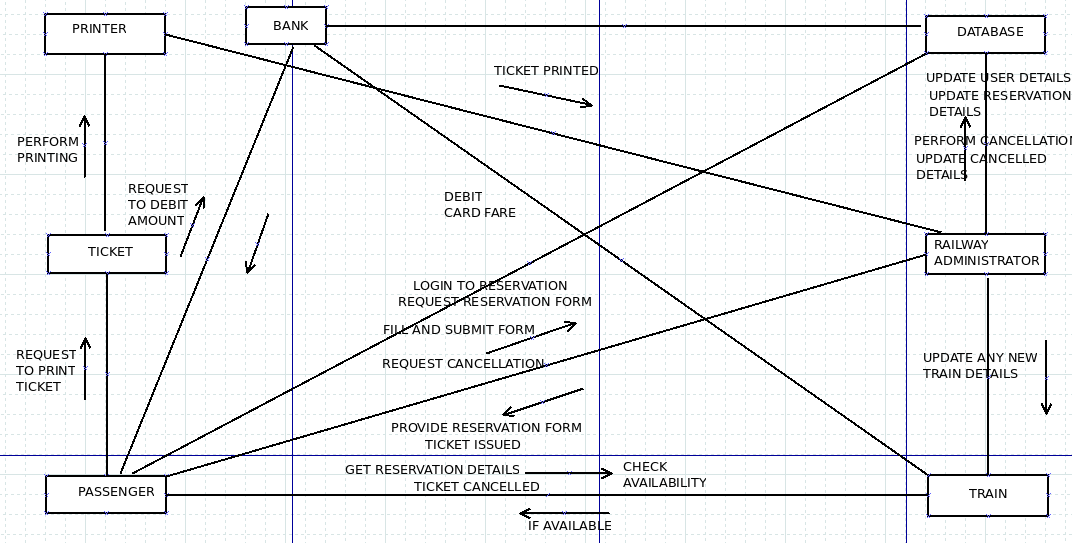 PRINTER
BANK
DATABASE
TICKET PRINTED
UPDATE USER DETAILS
UPDATE RESERVATION
DETAILS
PERFORM CANCELLATION
UPDATE CANCELLED
DETAILS
PERFORM
PRINTING
REQUEST
TO DEBIT
AMOUNT
DEBIT
CARD FARE
TICKET
RAILWAY
ADMINISTRATOR
LOGIN TO RESERVATION
REQUEST RESERVATION FORM
FILL AND SUBMIT FORM
REQUEST CANCELLATION
REQUEST
TO PRINT
TICKET
UPDATE ANY NEW
TRAIN DETAILS
PROVIDE RESERVATION FORM
TICKET ISSUED
GET RESERVATION DETAILS
TICKET CANCELLED
CHECK
AVAILABILITY
PASSENGER
TRAIN
IF AVAILABLE